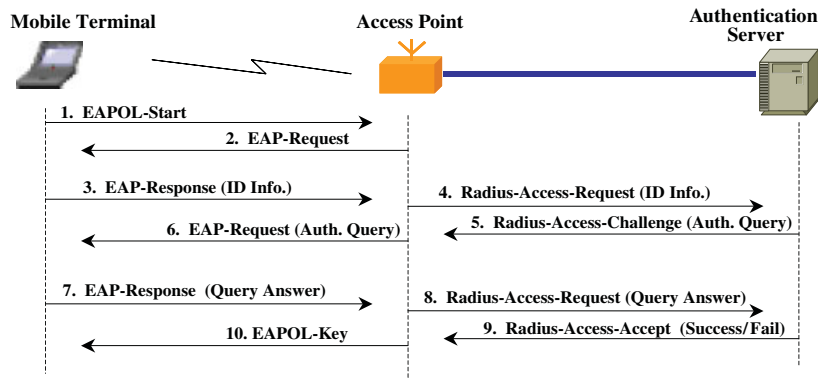 Mobile Terminal
Access Point
Authentication
Server
1. EAPOL-Start
2. EAP-Request
3. EAP-Response (ID Info.)
4. Radius-Access-Request (ID Info.)
5. Radius-Access-Challenge (Auth. Query)
6. EAP-Request (Auth. Query)
7. EAP-Response (Query Answer)
8. Radius-Access-Request (Query Answer)
9. Radius-Access-Accept (Success/Fail)
10. EAPOL-Key